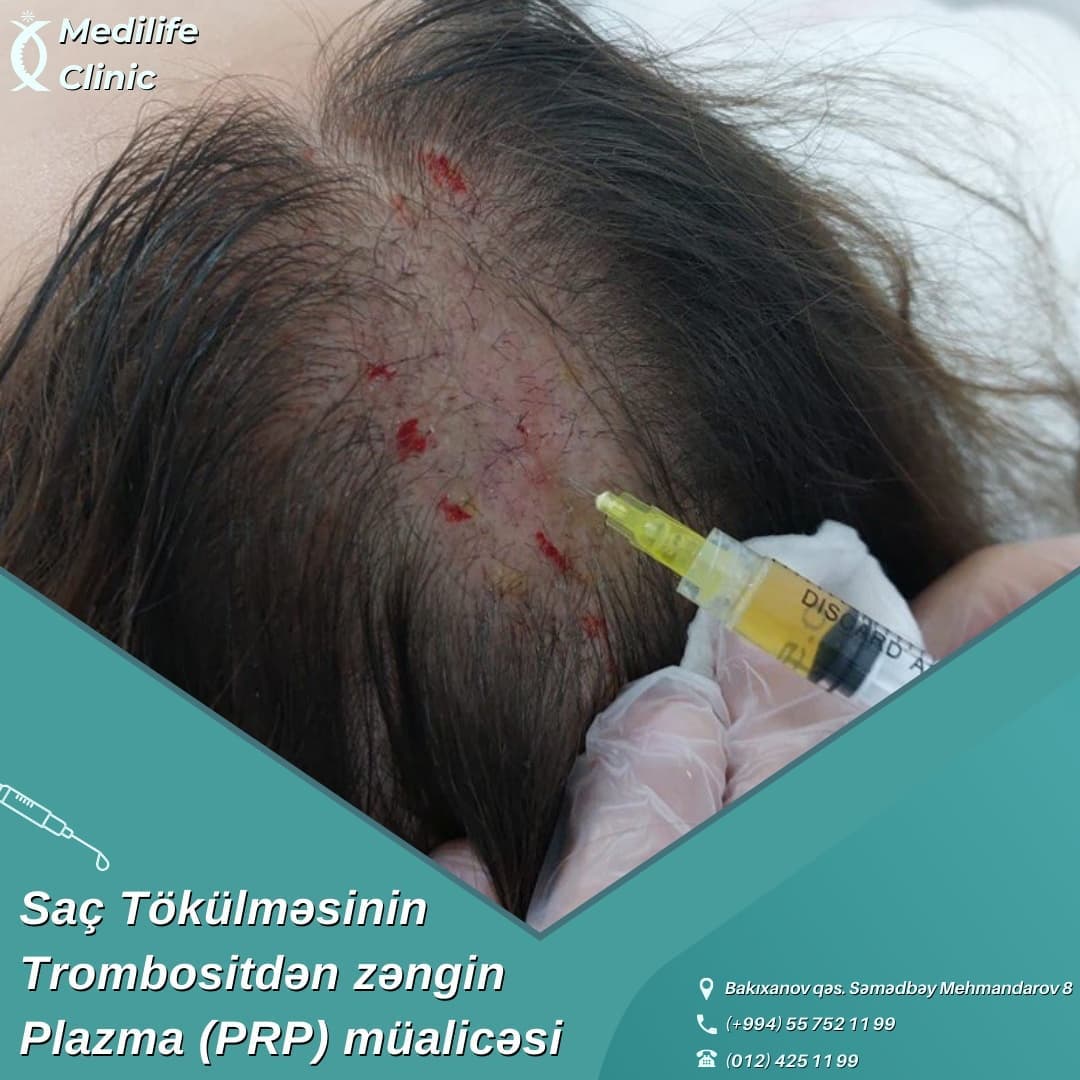 Medilife
Clinic
DISCARD A
Saç Tökülməsinin
Trombositdən zəngin
Plazma (PRP) müalicəsi
Bakıxanov qəs. Səmədbəy Mehmandarov 8
(+994) 55 752 11 99
(012) 425 11 99